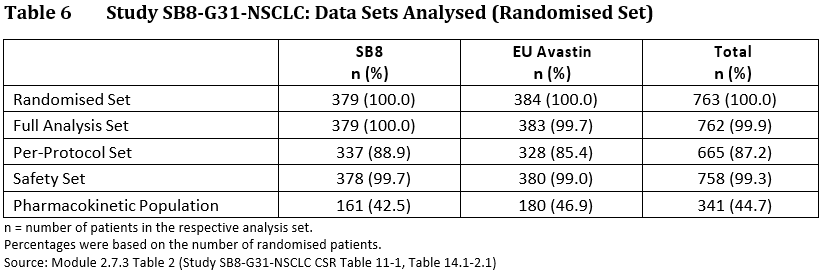 Table 6 Study SB8-G31-NSCLC: Data Sets Analysed (Randomised Set)
SB8 EU Avastin Total
n (%) n (%) n (%)
Randomised Set 379 (100.0) 384 (100.0) 763 (100.0)
Full Analysis Set 379 (100.0) 383 (99.7) 762 (99.9)
Per-Protocol Set 337 (88.9) 328 (85.4) 665 (87.2)
Safety Set 378 (99.7) 380 (99.0) 758 (99.3)
Pharmacokinetic Population 161 (42.5) 180 (46.9) 341 (44.7)
n = number of patients in the respective analysis set.
Percentages were based on the number of randomised patients.
Source: Module 2.7.3 Table 2 (Study SB8-G31-NSCLC CSR Table 11-1, Table 14.1-2.1)